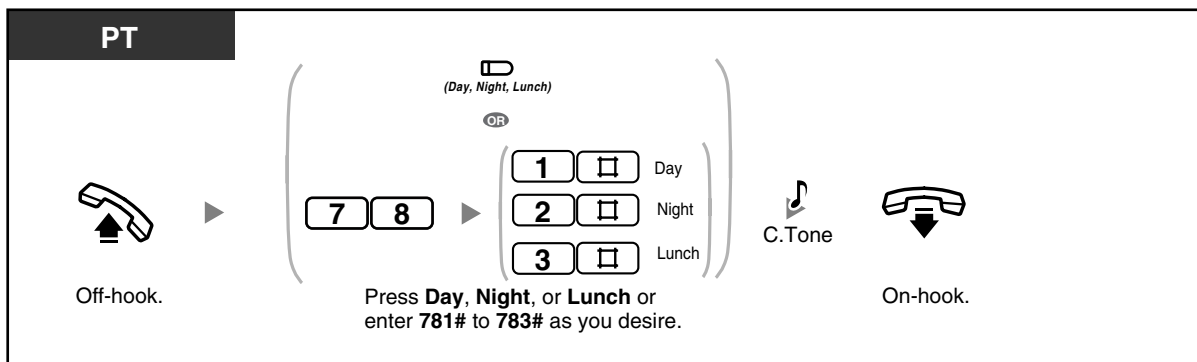 PT
(Day, Night, Lunch)
OR
1 # Day
7 8
2 # Night
3 # Lunch
C.Tone
Off-hook.
Press Day, Night, or Lunch or
enter 781# to 783# as you desire.
On-hook.